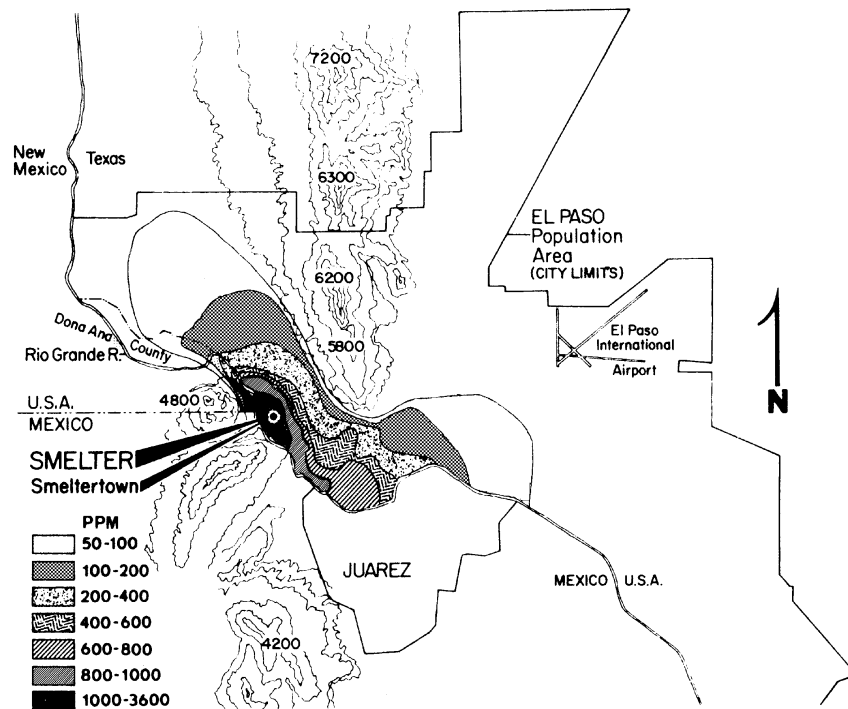 7200
New Mexico
Texas
6300
EL PASO
Population
Area
(CITY LIMITS)
6200
Dona Ana
County
Rio Grande R.
5800
El Paso
International
Airport
N
4800
U.S.A.
MEXICO
SMELTER
Smeltertown
PPM
50-100
100-200
200-400
400-600
600-800
800-1000
1000-3600
JUAREZ
MEXICO
U.S.A.
4200